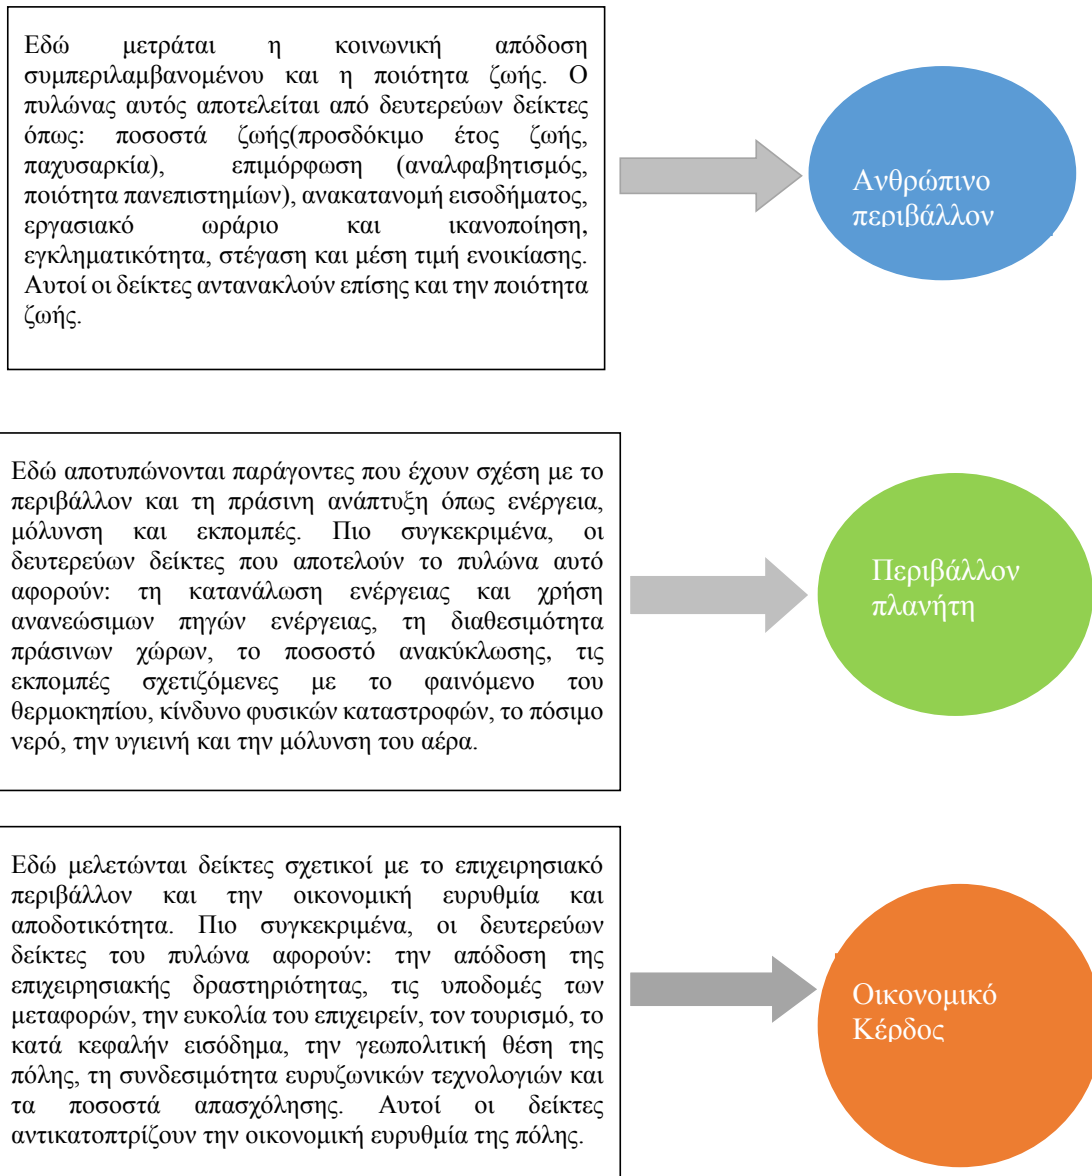 Εδώ μετράται η κοινωνική απόδοση
συμπεριλαμβανομένου και η ποιότητα ζωής. Ο
πυλώνας αυτός αποτελείται από δευτερεύων δείκτες
όπως: ποσοστά ζωής(προσδόκιμο έτος ζωής,
παχυσαρκία), επιμόρφωση (αναλφαβητισμός,
ποιότητα πανεπιστημίων), ανακατανομή εισοδήματος,
εργασιακό ωράριο και ικανοποίηση,
εγκληματικότητα, στέγαση και μέση τιμή ενοικίασης.
Αυτοί οι δείκτες αντανακλούν επίσης και την ποιότητα
ζωής.
Ανθρώπινο
περιβάλλον
Εδώ αποτυπώνονται παράγοντες που έχουν σχέση με το
περιβάλλον και τη πράσινη ανάπτυξη όπως ενέργεια,
μόλυνση και εκπομπές. Πιο συγκεκριμένα, οι
δευτερεύων δείκτες που αποτελούν το πυλώνα αυτό
αφορούν: τη κατανάλωση ενέργειας και χρήση
ανανεώσιμων πηγών ενέργειας, τη διαθεσιμότητα
πράσινων χώρων, το ποσοστό ανακύκλωσης, τις
εκπομπές σχετιζόμενες με το φαινόμενο του
θερμοκηπίου, κίνδυνο φυσικών καταστροφών, το πόσιμο
νερό, την υγιεινή και την μόλυνση του αέρα.
Περιβάλλον
πλανήτη
Εδώ μελετώνται δείκτες σχετικοί με το επιχειρησιακό
περιβάλλον και την οικονομική ευρυθμία και
αποδοτικότητα. Πιο συγκεκριμένα, οι δευτερεύων
δείκτες του πυλώνα αφορούν: την απόδοση της
επιχειρησιακής δραστηριότητας, τις υποδομές των
μεταφορών, την ευκολία του επιχειρείν, τον τουρισμό, το
κατά κεφαλήν εισόδημα, την γεωπολιτική θέση της
πόλης, τη συνδεσιμότητα ευρυζωνικών τεχνολογιών και
τα ποσοστά απασχόλησης. Αυτοί οι δείκτες
αντικατοπτρίζουν την οικονομική ευρυθμία της πόλης.
Οικονομικό
Κέρδος